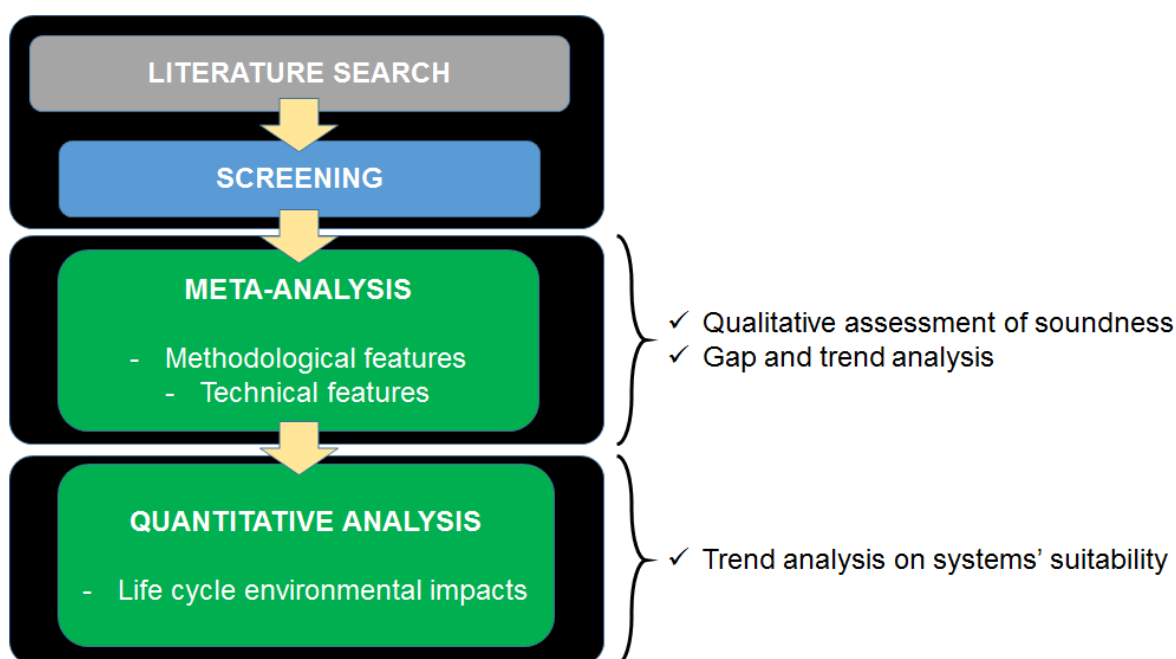 LITERATURE SEARCH
SCREENING
META-ANALYSIS
- Methodological features
- Technical features
✓ Qualitative assessment of soundness
✓ Gap and trend analysis
QUANTITATIVE ANALYSIS
- Life cycle environmental impacts
✓ Trend analysis on systems’ suitability